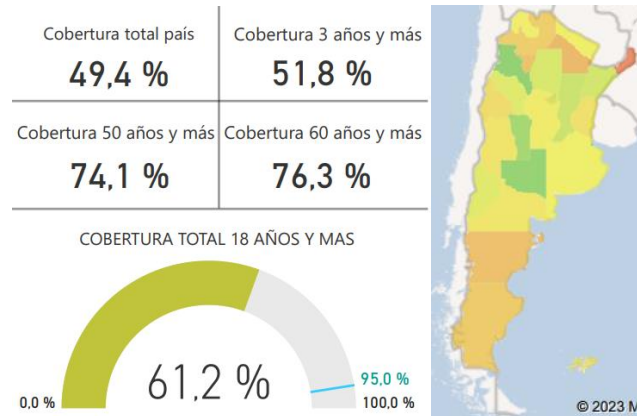 Cobertura total país
49,4 %
Cobertura 3 años y más
51,8 %
Cobertura 50 años y más
74,1 %
Cobertura 60 años y más
76,3 %
COBERTURA TOTAL 18 AÑOS Y MAS
61,2 %
0,0 %
95,0 %
100,0 %
© 2023 M